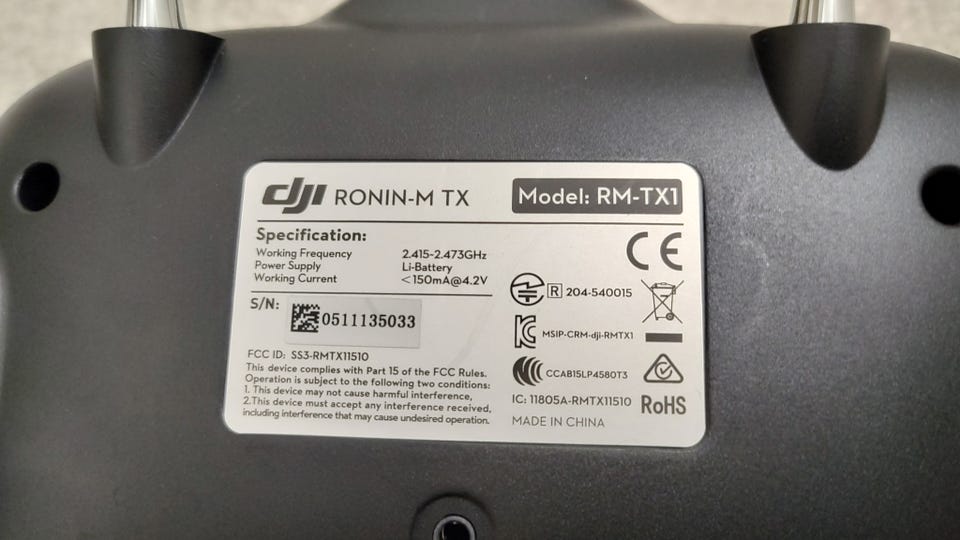 dji RONIN-M TX
Model: RM-TX1
Specification:
Working Frequency 2.415~2.473GHz
Power Supply Li-Battery
Working Current <150mA@4.2V
S/N: 0511135033
FCC ID: SS3-RMTX11510
This device complies with Part 15 of the FCC Rules.
Operation is subject to the following two conditions:
1. This device may not cause harmful interference,
2.This device must accept any interference received,
including interference that may cause undesired operation.
CE
R 204-540015
MSIP-CRM-dji-RMTX1
CCAB15LP4580T3
IC: 11805A-RMTX11510
RoHS
MADE IN CHINA